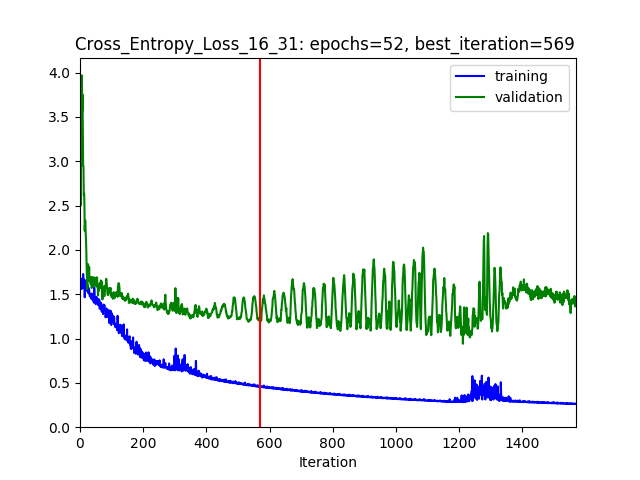 Cross_Entropy_Loss_16_31: epochs=52, best_iteration=569
training
validation
4.0
3.5
3.0
2.5
2.0
1.5
1.0
0.5
0.0
0 200 400 600 800 1000 1200 1400
Iteration